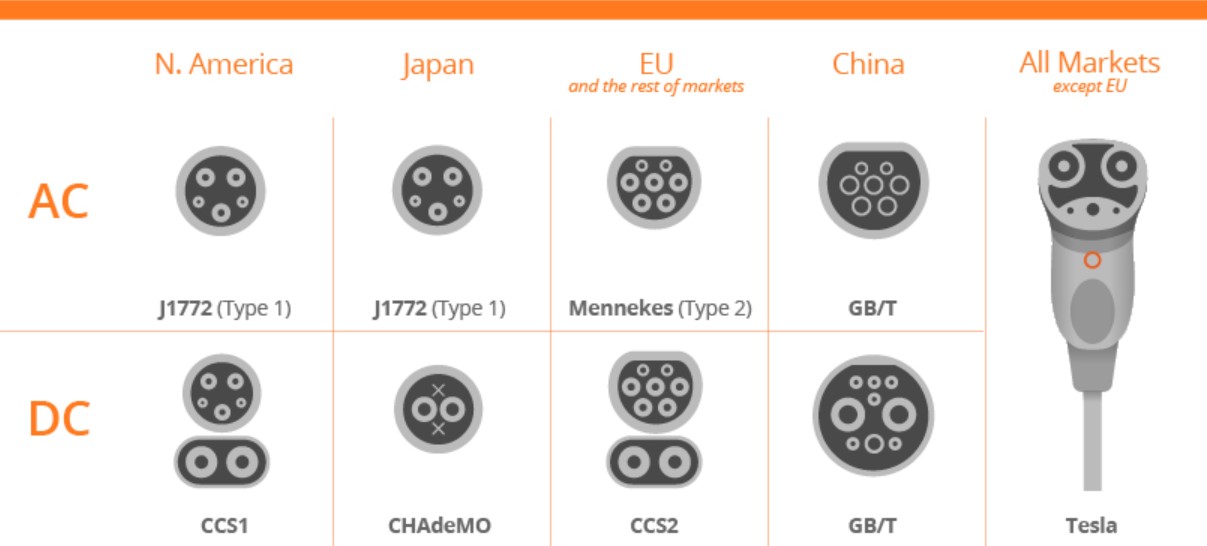 N. America
Japan
EU
and the rest of markets
China
All Markets
except EU
AC
J1772 (Type 1)
J1772 (Type 1)
Mennekes (Type 2)
GB/T
DC
CCS1
CHAdeMO
CCS2
GB/T
Tesla